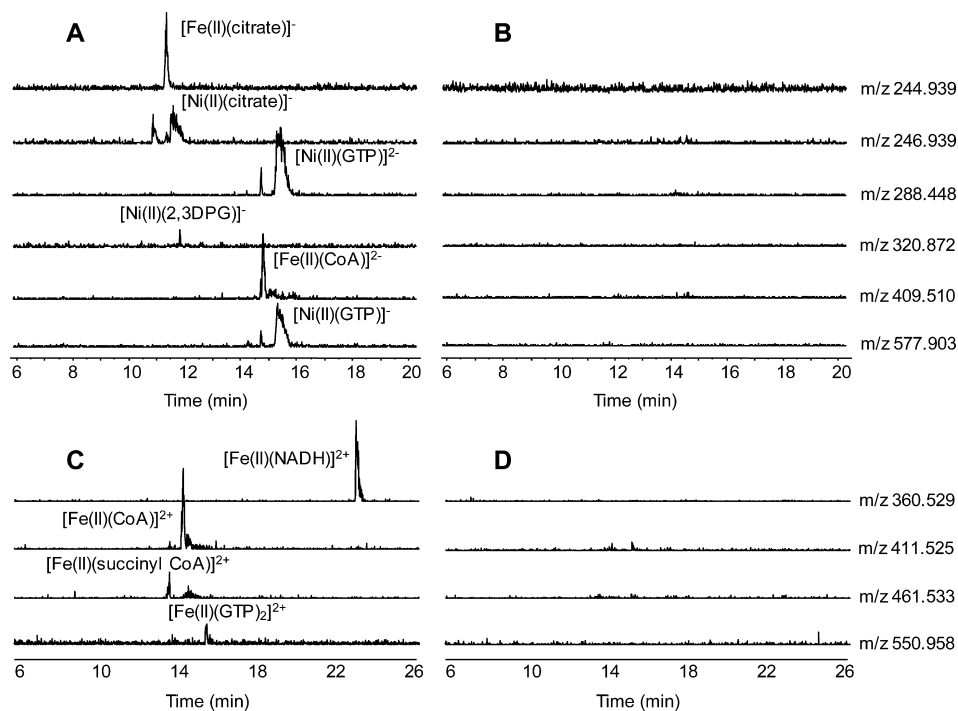 A
[Fe(II)(citrate)]-
B
m/z 244.939
[Ni(II)(citrate)]-
m/z 246.939
[Ni(II)(GTP)]2-
m/z 288.448
[Ni(II)(2,3DPG)]-
m/z 320.872
[Fe(II)(CoA)]2-
m/z 409.510
[Ni(II)(GTP)]-
m/z 577.903
6 8 10 12 14 16 18 20
6 8 10 12 14 16 18 20
Time (min)
Time (min)
C
[Fe(II)(NADH)]2+
D
m/z 360.529
[Fe(II)(CoA)]2+
m/z 411.525
[Fe(II)(succinyl CoA)]2+
m/z 461.533
[Fe(II)(GTP)2]2+
m/z 550.958
6 10 14 18 22 26
6 10 14 18 22 26
Time (min)
Time (min)